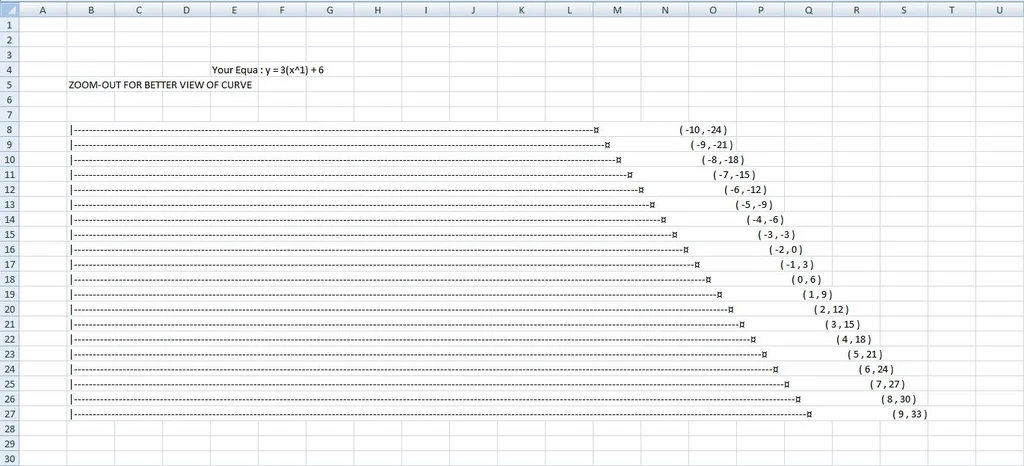 A B C D E F G H I J K L M N O P Q R S T U
1
2
3
4 Your Equa : y = 3(x^1) + 6
5 ZOOM-OUT FOR BETTER VIEW OF CURVE
6
7
8 ( -10 , -24 )
9 ( -9 , -21 )
10 ( -8 , -18 )
11 ( -7 , -15 )
12 ( -6 , -12 )
13 ( -5 , -9 )
14 ( -4 , -6 )
15 ( -3 , -3 )
16 ( -2 , 0 )
17 ( -1 , 3 )
18 ( 0 , 6 )
19 ( 1 , 9 )
20 ( 2 , 12 )
21 ( 3 , 15 )
22 ( 4 , 18 )
23 ( 5 , 21 )
24 ( 6 , 24 )
25 ( 7 , 27 )
26 ( 8 , 30 )
27 ( 9 , 33 )
28
29
30